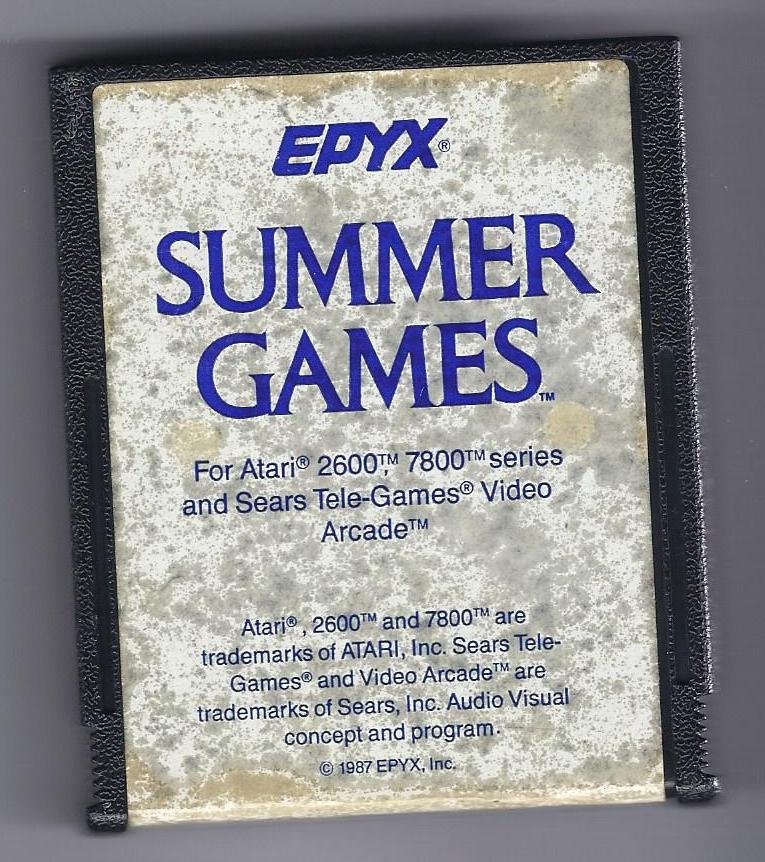 EPYX®
SUMMER
GAMES™
For Atari® 2600™, 7800™ series
and Sears Tele-Games® Video
Arcade™
Atari®, 2600™ and 7800™ are
trademarks of ATARI, Inc. Sears Tele-
Games® and Video Arcade™ are
trademarks of Sears, Inc. Audio Visual
concept and program.
© 1987 EPYX, Inc.